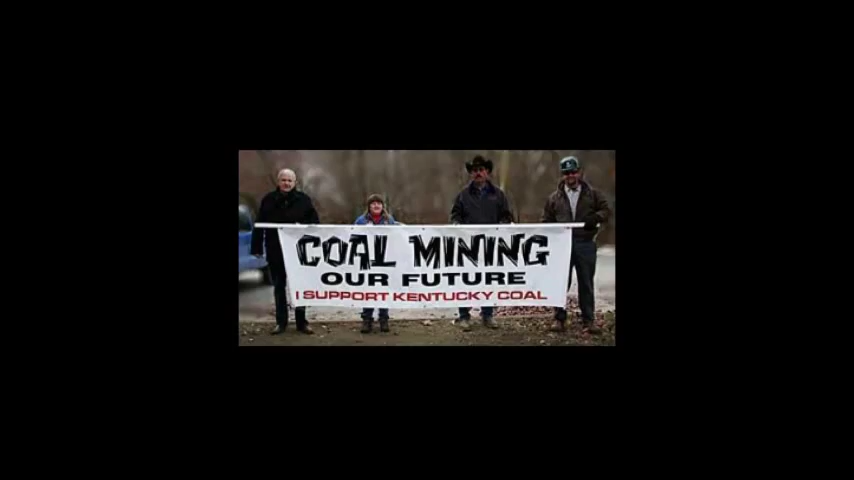 COAL MINING
OUR FUTURE
I SUPPORT KENTUCKY COAL